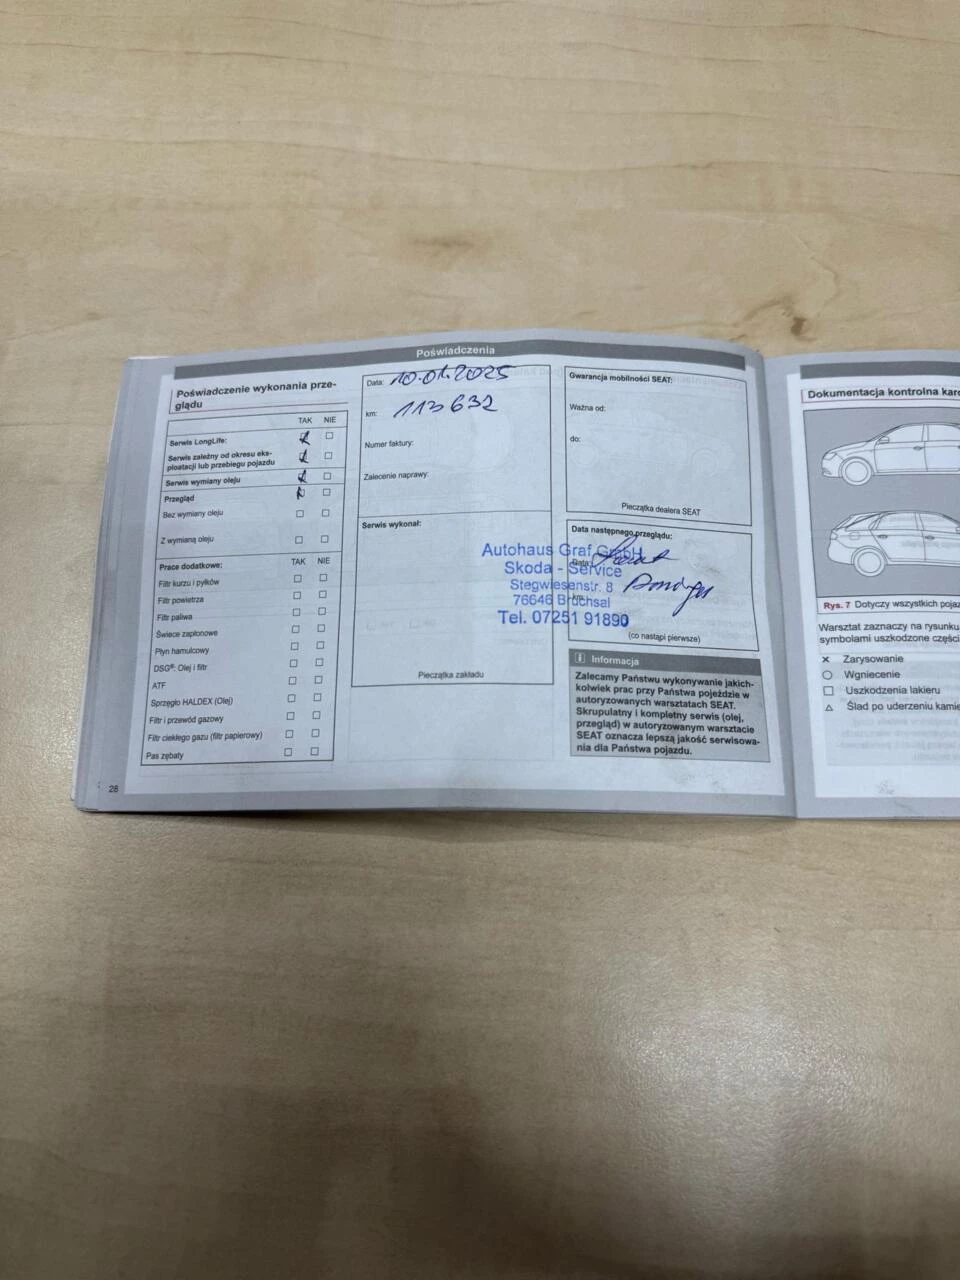 Poświadczenia
Poświadczenie wykonania prze-
glądu
TAK NIE
Serwis LongLife:
Serwis zależny od okresu eks-
ploatacji lub przebiegu pojazdu
Serwis wymiany oleju
Przegląd
Bez wymiany oleju
Z wymianą oleju
Prace dodatkowe: TAK NIE
Filtr kurzu i pyłków
Filtr powietrza
Filtr paliwa
Świece zapłonowe
Płyn hamulcowy
DSG®: Olej i filtr
ATF
Sprzęgło HALDEX (Olej)
Filtr i przewód gazowy
Filtr ciekłego gazu (filtr papierowy)
Pas zębaty
28
Data: 10.01.2025
km: 113 632
Numer faktury:
Zalecenie naprawy:
Serwis wykonał:
Pieczątka zakładu
Gwarancja mobilności SEAT:
Ważna od:
do:
Pieczątka dealera SEAT
Data następnego przeglądu:
Data:
km:
(co nastąpi pierwsze)
Autohaus Graf GmbH
Skoda - Service
Stegwiesenstr. 8
76646 Bruchsal
Tel. 07251 91890
Informacja
Zalecamy Państwu wykonywanie jakich-
kolwiek prac przy Państwa pojeździe w
autoryzowanych warsztatach SEAT.
Skrupulatny i kompletny serwis (olej,
przegląd) w autoryzowanym warsztacie
SEAT oznacza lepszą jakość serwisowa-
nia dla Państwa pojazdu.
Dokumentacja kontrolna
Rys. 7 Dotyczy wszystkich
Warsztat zaznaczy na rysunku
symbolami uszkodzone
Zarysowanie
Wgniecenie
Uszkodzenia lakieru
Ślad po uderzeniu